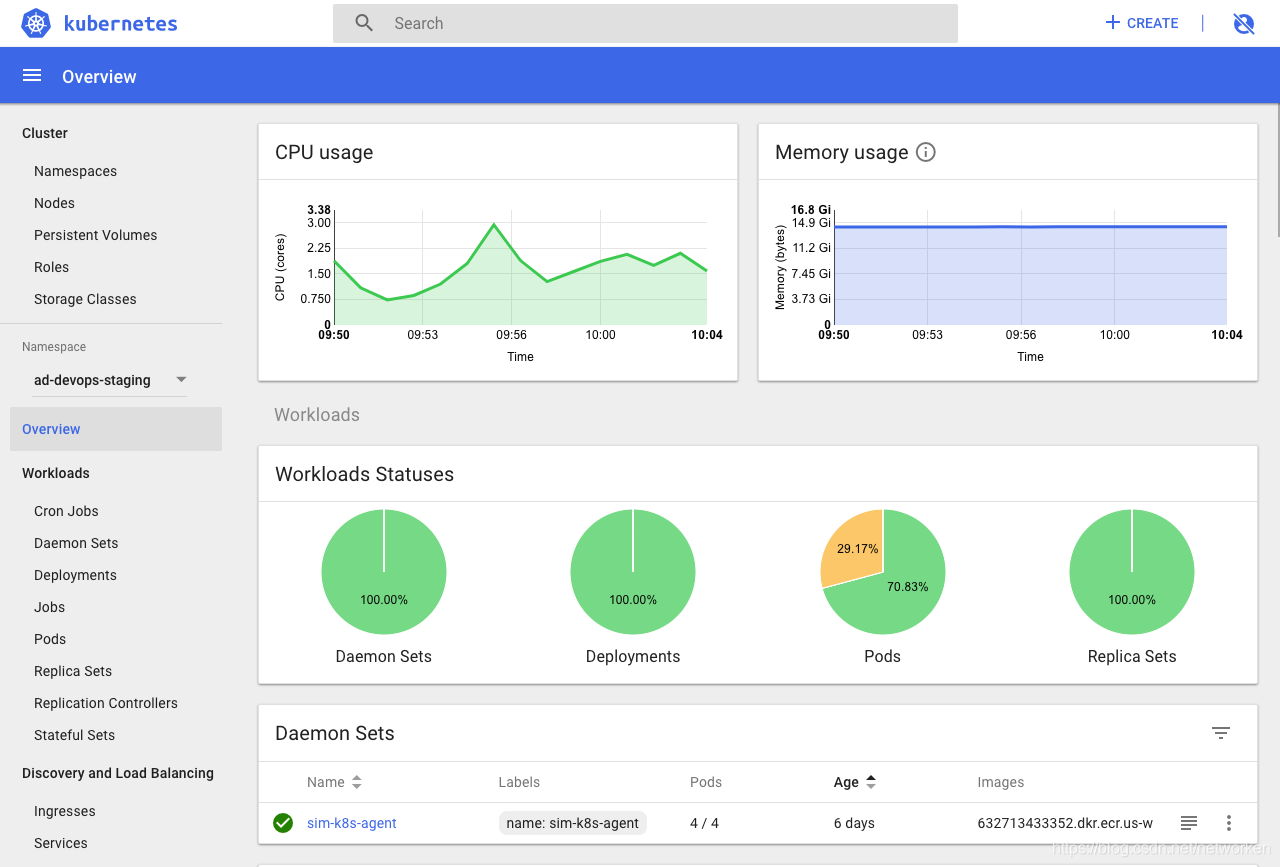 kubernetes
Search
CREATE
Overview
Cluster
Namespaces
Nodes
Persistent Volumes
Roles
Storage Classes
Namespace
ad-devops-staging
Overview
Workloads
Cron Jobs
Daemon Sets
Deployments
Jobs
Pods
Replica Sets
Replication Controllers
Stateful Sets
Discovery and Load Balancing
Ingresses
Services
CPU usage
CPU (cores)
3.38
3.00
2.25
1.50
0.750
0
09:50 09:53 09:56 10:00 10:04
Time
Memory usage
Memory (bytes)
16.8 Gi
14.9 Gi
11.2 Gi
7.45 Gi
3.73 Gi
0
09:50 09:53 09:56 10:00 10:04
Time
Workloads
Workloads Statuses
100.00%
Daemon Sets
100.00%
Deployments
29.17%
70.83%
Pods
100.00%
Replica Sets
Daemon Sets
Name Labels Pods Age Images
sim-k8s-agent name: sim-k8s-agent 4 / 4 6 days 632713433352.dkr.ecr.us-w
https://blog.csdn.net/networken